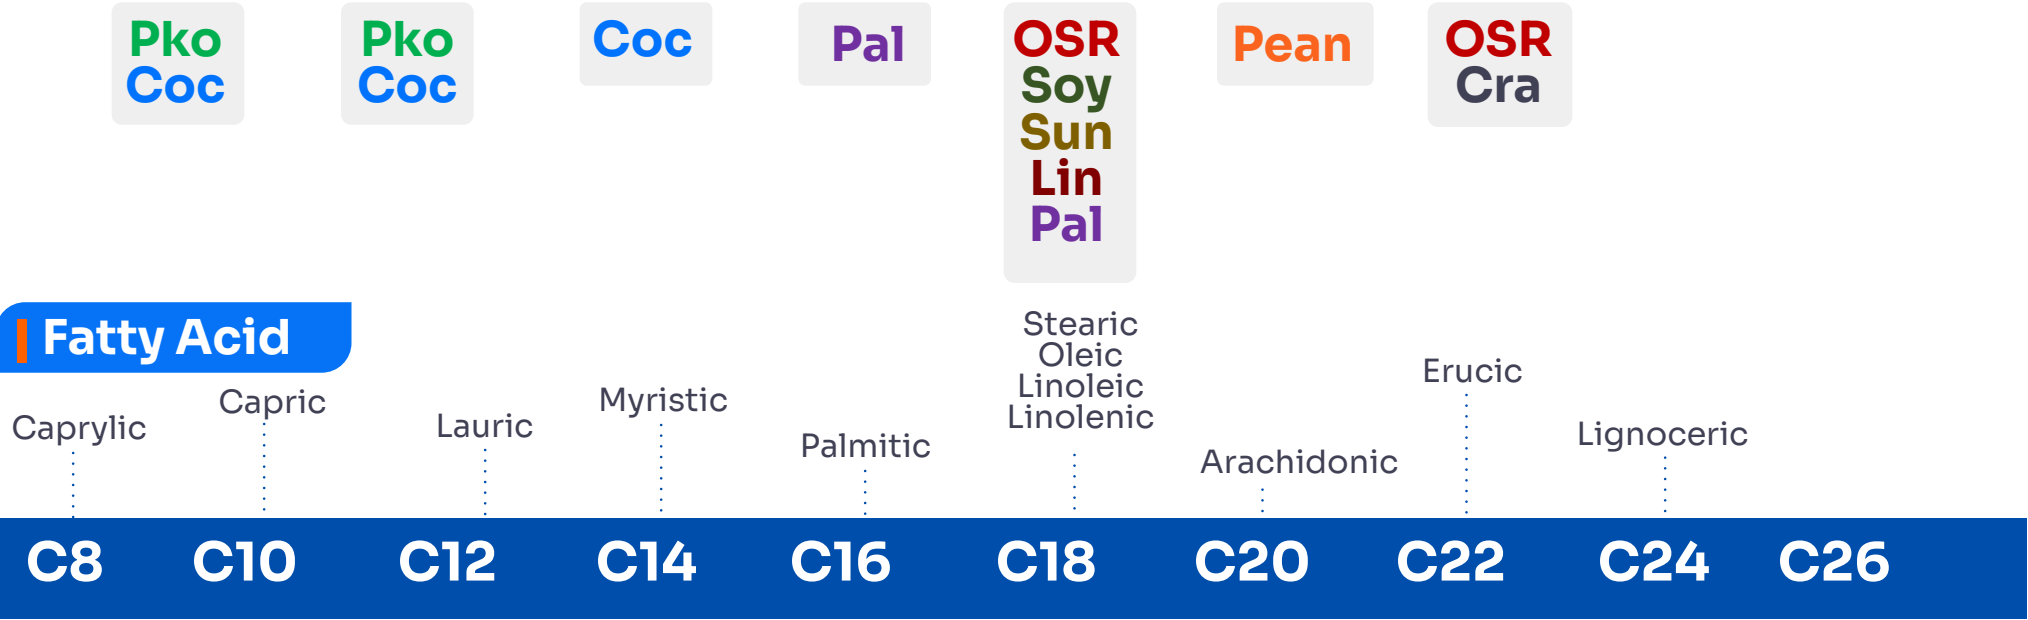 Pko
Coc
Pko
Coc
Coc
Pal
OSR
Soy
Sun
Lin
Pal
Pean
OSR
Cra
Fatty Acid
Caprylic
Capric
Lauric
Myristic
Palmitic
Stearic
Oleic
Linoleic
Linolenic
Arachidonic
Erucic
Lignoceric
C8 C10 C12 C14 C16 C18 C20 C22 C24 C26